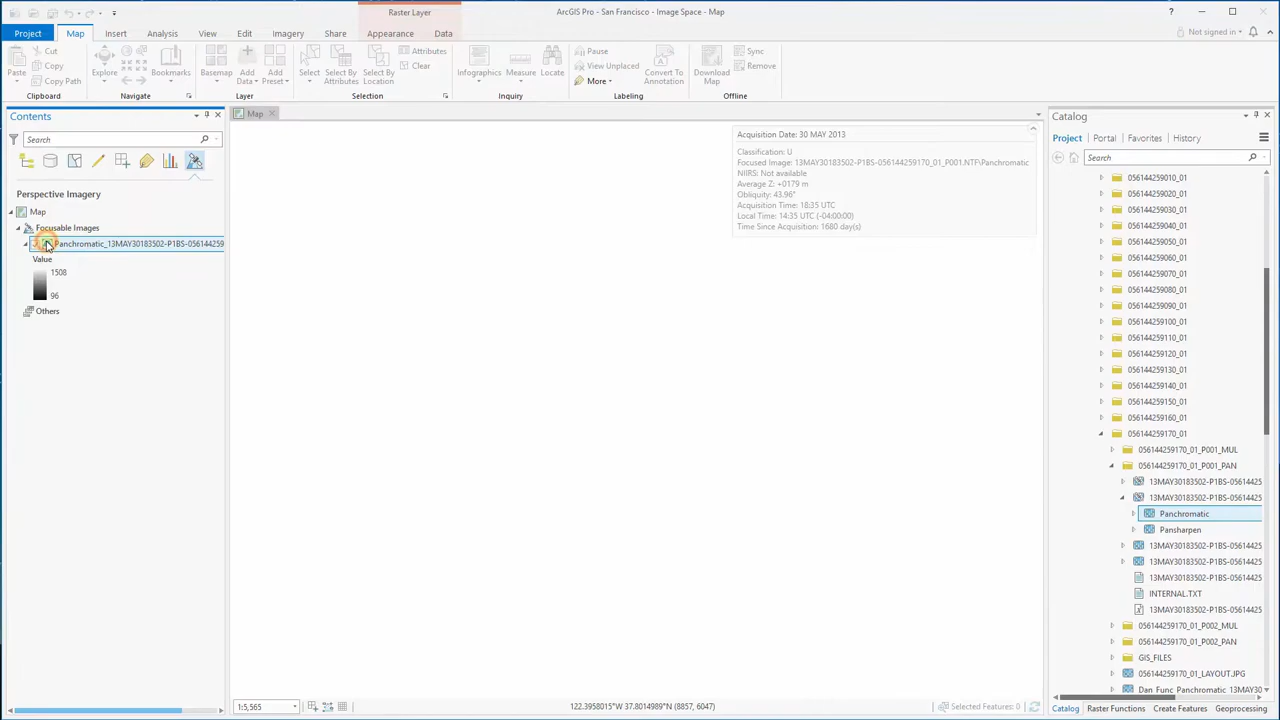 Raster Layer
ArcGIS Pro - San Francisco - Image Space - Map
?
Project
Map
Insert
Analysis
View
Edit
Imagery
Share
Appearance
Data
Not signed in
Paste
Cut
Copy
Copy Path
Clipboard
Explore
Bookmarks
Navigate
Basemap
Add Data
Add Preset
Layer
Select
Select By Attributes
Select By Location
Attributes
Clear
Selection
Infographics
Measure
Locate
Inquiry
Pause
View Unplaced
More
Convert To Annotation
Labeling
Download Map
Sync
Remove
Offline
Contents
Search
Perspective Imagery
Map
Focusable Images
Panchromatic_13MAY30183502-P1BS-056144259
Value
1508
96
Others
Map
Acquisition Date: 30 MAY 2013
Classification: U
Focused Image: 13MAY30183502-P1BS-056144259170_01_P001.NTF\Panchromatic
NIIRS: Not available
Average Z: +0179 m
Obliquity: 43.96°
Acquisition Time: 18:35 UTC
Local Time: 14:35 UTC (-04:00:00)
Time Since Acquisition: 1680 day(s)
1:5,565
122.3958015°W 37.8014989°N (8857, 6047)
Selected Features: 0
Catalog
Project
Portal
Favorites
History
Search
056144259010_01
056144259020_01
056144259030_01
056144259040_01
056144259050_01
056144259060_01
056144259070_01
056144259080_01
056144259090_01
056144259100_01
056144259110_01
056144259120_01
056144259130_01
056144259140_01
056144259150_01
056144259160_01
056144259170_01
056144259170_01_P001_MUL
056144259170_01_P001_PAN
13MAY30183502-P1BS-05614425
13MAY30183502-P1BS-05614425
Panchromatic
Pansharpen
13MAY30183502-P1BS-05614425
13MAY30183502-P1BS-05614425
13MAY30183502-P1BS-05614425
INTERNAL.TXT
13MAY30183502-P1BS-05614425
056144259170_01_P002_MUL
056144259170_01_P002_PAN
GIS_FILES
056144259170_01_LAYOUT.JPG
Dan_Func_Panchromatic_13MAY30
Catalog
Raster Functions
Create Features
Geoprocessing